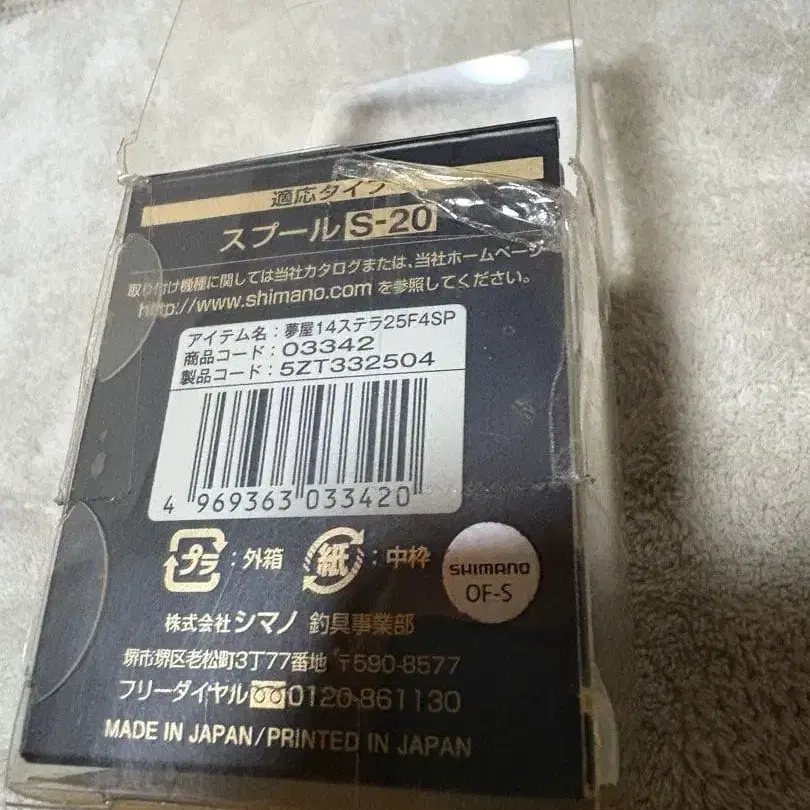 適応タイプ
スプール S-20
取り付け機種に関しては当社カタログまたは、当社ホームページ
http://www.shimano.com を参照してください。
アイテム名：夢屋14ステラ25F4SP
商品コード：03342
製品コード：5ZT332504
4 969363 033420
プラ：外箱 紙：中枠
SHIMANO
OF-S
株式会社シマノ 釣具事業部
堺市堺区老松町3丁77番地 〒590-8577
フリーダイヤル 0120-861130
MADE IN JAPAN/PRINTED IN JAPAN